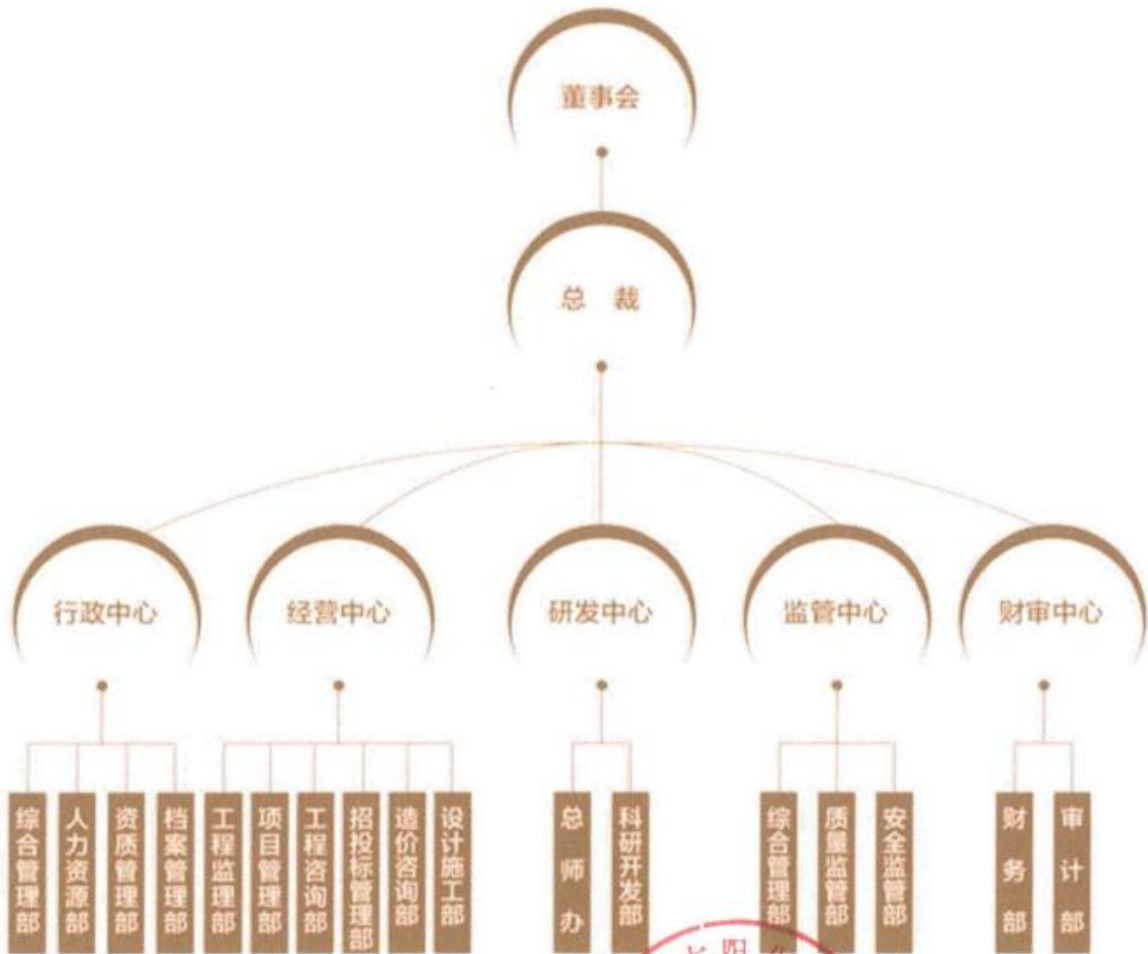 董事会
总 裁
行政中心
经营中心
研发中心
监管中心
财审中心
综合管理部
人力资源部
资质管理部
档案管理部
工程监理部
项目管理部
工程咨询部
招投标管理部
造价咨询部
设计施工部
总师办
科研开发部
综合管理部
质量监管部
安全监管部
财务部
审计部
阳